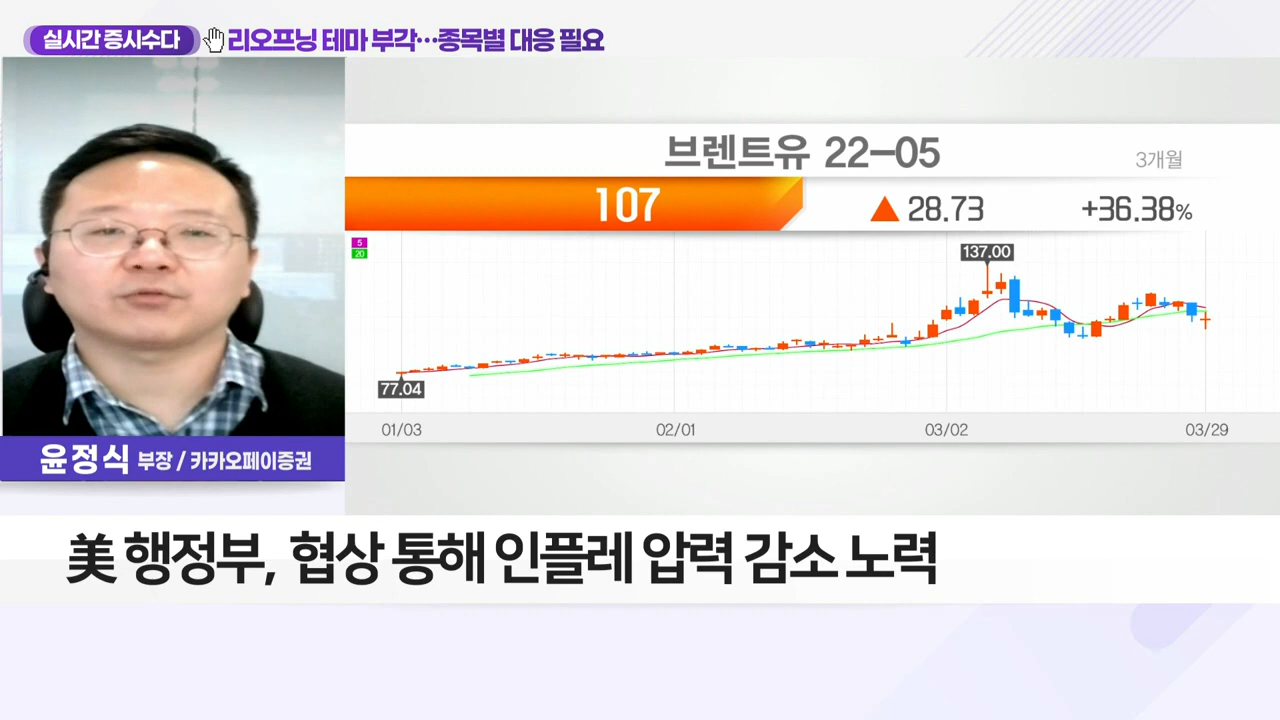 실시간 증시수다
리오프닝 테마 부각…종목별 대응 필요
브렌트유 22-05
3개월
107 ▲ 28.73 +36.38%
5
20
137.00
77.04
01/03 02/01 03/02 03/29
윤정식 부장 / 카카오페이증권
美 행정부, 협상 통해 인플레 압력 감소 노력